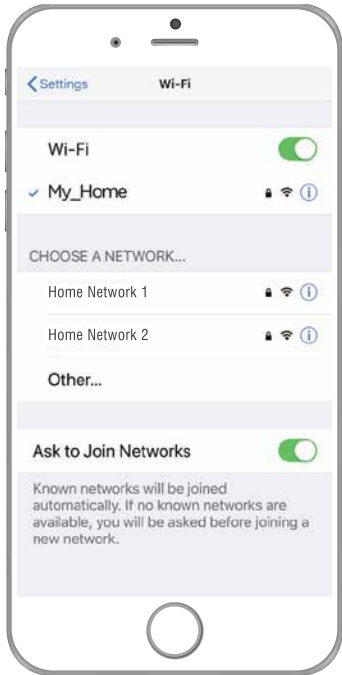 Settings Wi-Fi
Wi-Fi
My_Home
CHOOSE A NETWORK...
Home Network 1
Home Network 2
Other...
Ask to Join Networks
Known networks will be joined
automatically. If no known networks are
available, you will be asked before joining a
new network.